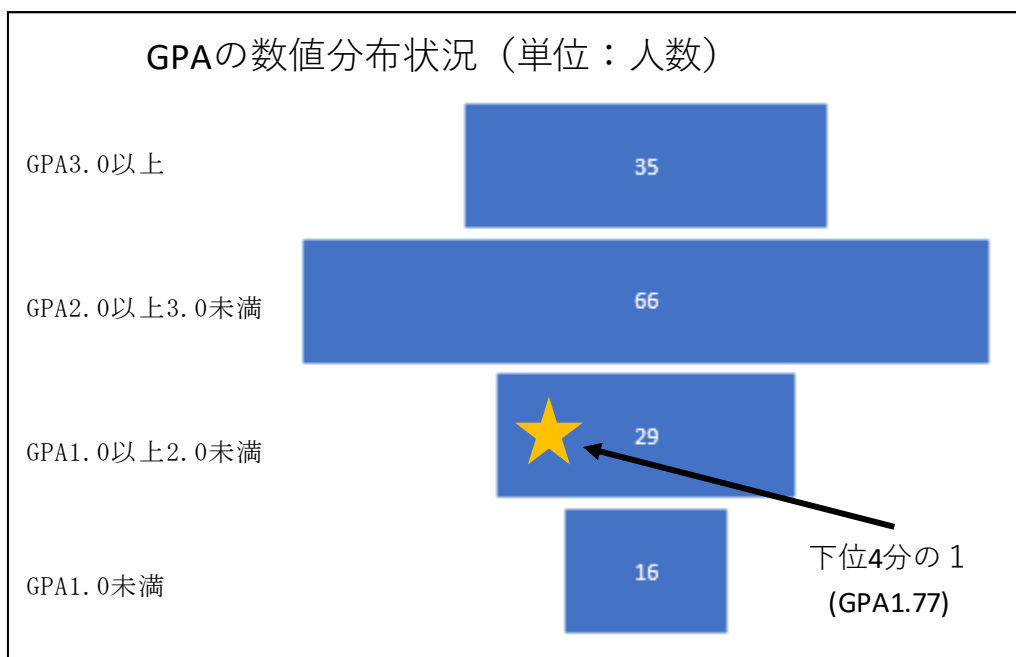 GPAの数値分布状況（単位：人数）
GPA3.0以上
35
GPA2.0以上3.0未満
66
GPA1.0以上2.0未満
29
GPA1.0未満
16
下位4分の１
(GPA1.77)